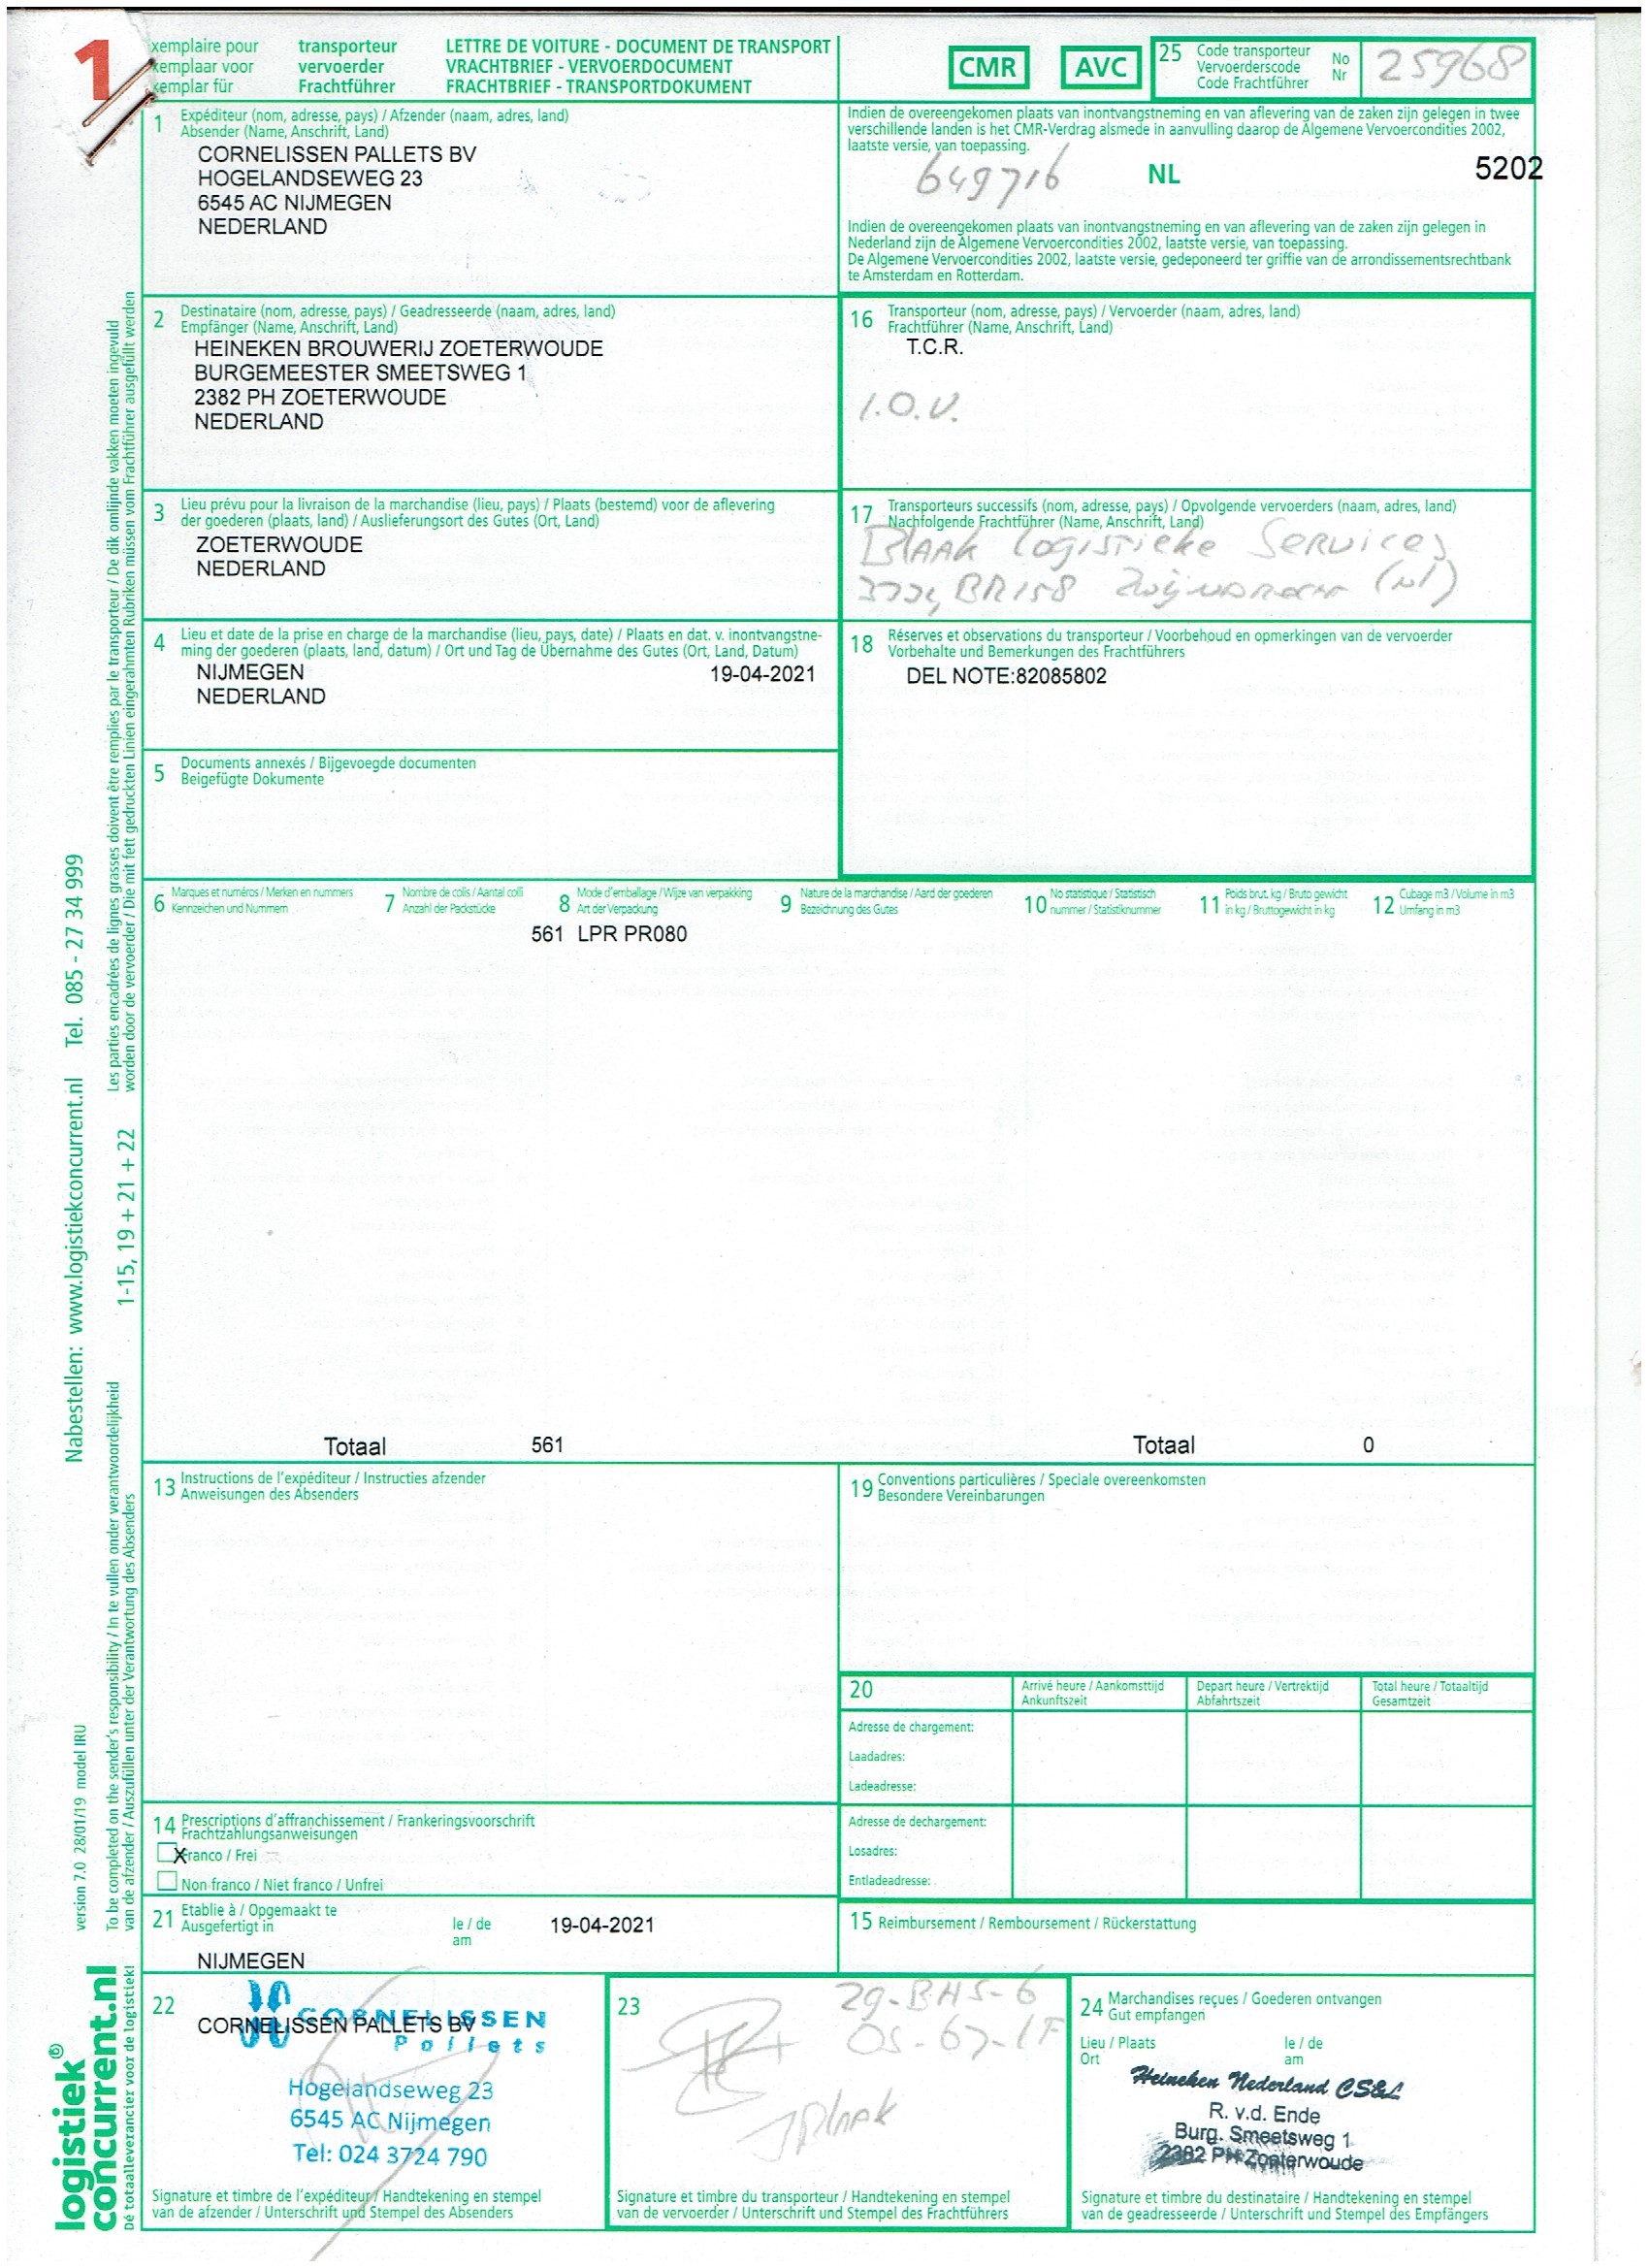 1
exemplaire pour transporteur LETTRE DE VOITURE - DOCUMENT DE TRANSPORT
exemplaar voor vervoerder VRACHTBRIEF - VERVOERDOCUMENT
exemplar für Frachtführer FRACHTBRIEF - TRANSPORTDOKUMENT
CMR AVC
25 Code transporteur No
Vervoerderscode Nr
Code Frachtführer
25968
1 Expéditeur (nom, adresse, pays) / Afzender (naam, adres, land)
Absender (Name, Anschrift, Land)
CORNELISSEN PALLETS BV
HOGELANDSEWEG 23
6545 AC NIJMEGEN
NEDERLAND
Indien de overeengekomen plaats van inontvangstneming en van aflevering van de zaken zijn gelegen in twee
verschillende landen is het CMR-Verdrag alsmede in aanvulling daarop de Algemene Vervoercondities 2002,
laatste versie, van toepassing.
649716 NL 5202
Indien de overeengekomen plaats van inontvangstneming en van aflevering van de zaken zijn gelegen in
Nederland zijn de Algemene Vervoercondities 2002, laatste versie, van toepassing.
De Algemene Vervoercondities 2002, laatste versie, gedeponeerd ter griffie van de arrondissementsrechtbank
te Amsterdam en Rotterdam.
2 Destinataire (nom, adresse, pays) / Geadresseerde (naam, adres, land)
Empfänger (Name, Anschrift, Land)
HEINEKEN BROUWERIJ ZOETERWOUDE
BURGEMEESTER SMEETSWEG 1
2382 PH ZOETERWOUDE
NEDERLAND
16 Transporteur (nom, adresse, pays) / Vervoerder (naam, adres, land)
Frachtführer (Name, Anschrift, Land)
T.C.R.
I.O.V.
3 Lieu prévu pour la livraison de la marchandise (lieu, pays) / Plaats (bestemd) voor de aflevering
der goederen (plaats, land) / Auslieferungsort des Gutes (Ort, Land)
ZOETERWOUDE
NEDERLAND
17 Transporteurs successifs (nom, adresse, pays) / Opvolgende vervoerders (naam, adres, land)
Nachfolgende Frachtführer (Name, Anschrift, Land)
Blaak logistieke Services
BR158 (nl)
4 Lieu et date de la prise en charge de la marchandise (lieu, pays, date) / Plaats en dat. v. inontvangstne-
ming der goederen (plaats, land, datum) / Ort und Tag de Übernahme des Gutes (Ort, Land, Datum)
NIJMEGEN 19-04-2021
NEDERLAND
18 Réserves et observations du transporteur / Voorbehoud en opmerkingen van de vervoerder
Vorbehalte und Bemerkungen des Frachtführers
DEL NOTE:82085802
5 Documents annexés / Bijgevoegde documenten
Beigefügte Dokumente
6 Marques et numéros / Merken en nummers
Kennzeichen und Nummern
7 Nombre de colis / Aantal colli
Anzahl der Packstücke
8 Mode d'emballage / Wijze van verpakking
Art der Verpackung
9 Nature de la marchandise / Aard der goederen
Bezeichnung des Gutes
10 No statistique / Statistisch
nummer / Statistiknummer
11 Poids brut, kg / Bruto gewicht
in kg / Bruttogewicht in kg
12 Cubage m3 / Volume in m3
Umfang in m3
561 LPR PR080
Totaal 561 Totaal 0
13 Instructions de l'expéditeur / Instructies afzender
Anweisungen des Absenders
19 Conventions particulières / Speciale overeenkomsten
Besondere Vereinbarungen
20
Arrivé heure / Aankomsttijd
Ankunftszeit
Depart heure / Vertrektijd
Abfahrtszeit
Total heure / Totaaltijd
Gesamtzeit
Adresse de chargement:
Laadadres:
Ladeadresse:
Adresse de dechargement:
Losadres:
Entladeadresse:
14 Prescriptions d'affranchissement / Frankeringsvoorschrift
Frachtzahlungsanweisungen
X Franco / Frei
Non franco / Niet franco / Unfrei
21 Etablie à / Opgemaakt te
Ausgefertigt in
le / de
am
19-04-2021
NIJMEGEN
15 Reimbursement / Remboursement / Rückerstattung
22
CORNELISSEN PALLETS BV
CORNELISSEN
Pallets
Hogelandseweg 23
6545 AC Nijmegen
Tel: 024 3724 790
Signature et timbre de l'expéditeur / Handtekening en stempel
van de afzender / Unterschrift und Stempel des Absenders
23
29-BHS-6
OS-67-LF
Signature et timbre du transporteur / Handtekening en stempel
van de vervoerder / Unterschrift und Stempel des Frachtführers
24 Marchandises reçues / Goederen ontvangen
Gut empfangen
Lieu / Plaats le / de
Ort am
Heineken Nederland CS&L
R. v.d. Ende
Burg. Smeetsweg 1
2382 PH Zoeterwoude
Signature et timbre du destinataire / Handtekening en stempel
van de geadresseerde / Unterschrift und Stempel des Empfängers
Les parties encadrées de lignes grasses doivent être remplies par le transporteur / De dik omlijnde vakken moeten ingevuld
worden door de vervoerder / Die mit fett gedruckten Linien eingerahmten Rubriken müssen vom Frachtführer ausgefüllt werden
1-15, 19 + 21 + 22
To be completed on the sender's responsibility / In te vullen onder verantwoordelijkheid
van de afzender / Auszufüllen unter der Verantwortung des Absenders
Nabestellen: www.logistiekconcurrent.nl Tel. 085 - 27 34 999
version 7.0 28/01/19 model IRU
logistiek®
concurrent.nl
Dé totaalleverancier voor de logistiek!